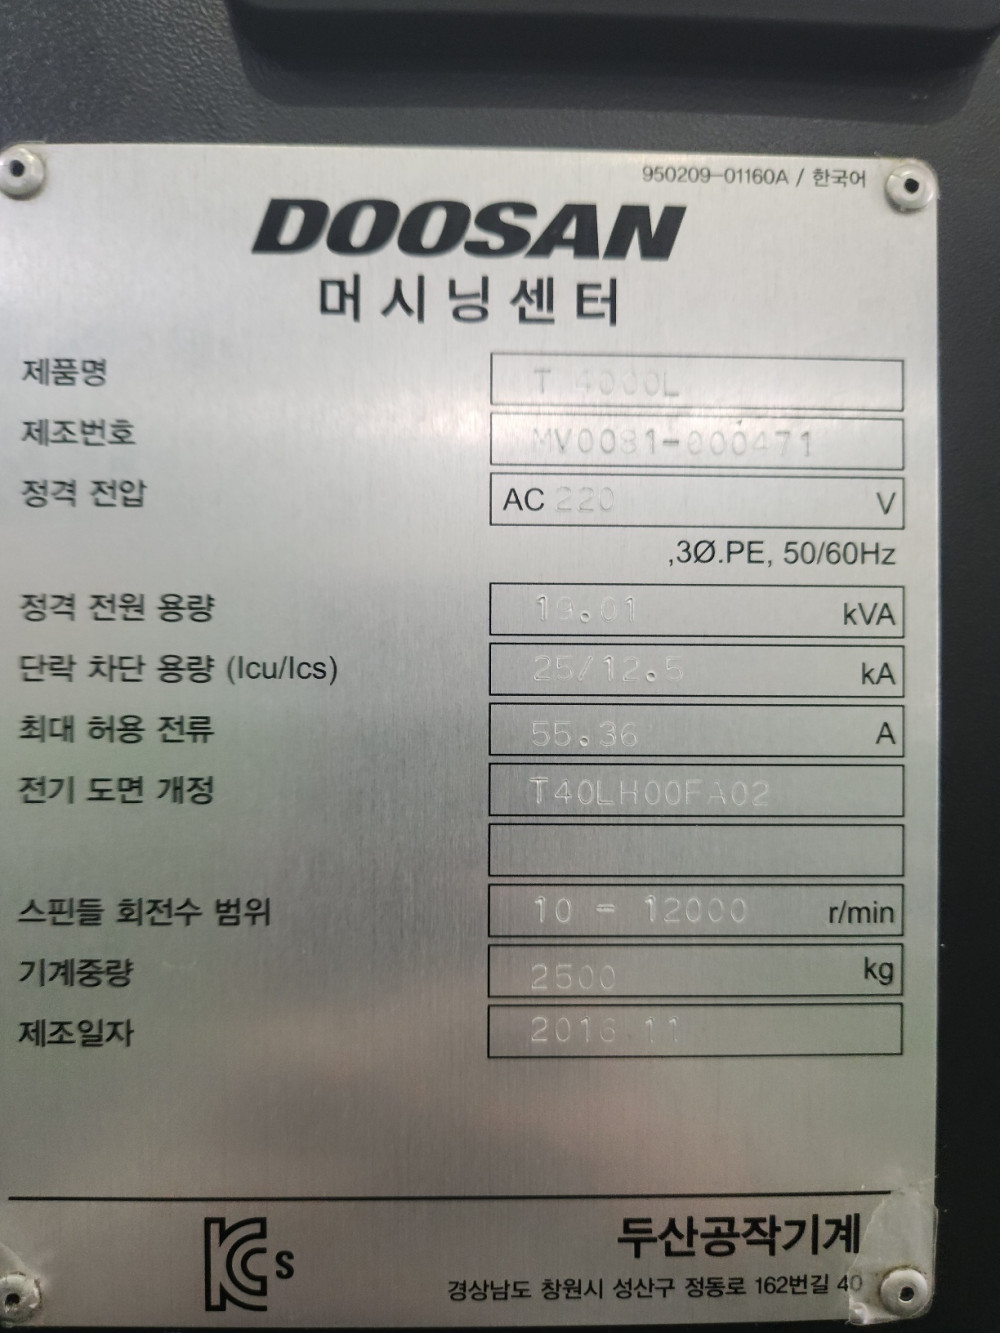 950209-01160A / 한국어
DOOSAN
머시닝센터
제품명 T 4000L
제조번호 MV0081-000471
정격 전압 AC 220 V
,3Ø.PE, 50/60Hz
정격 전원 용량 19.01 kVA
단락 차단 용량 (Icu/Ics) 25/12.5 kA
최대 허용 전류 55.36 A
전기 도면 개정 T40LH00FA02
스핀들 회전수 범위 10 - 12000 r/min
기계중량 2500 kg
제조일자 2016.11
KCs
두산공작기계
경상남도 창원시 성산구 정동로 162번길 40